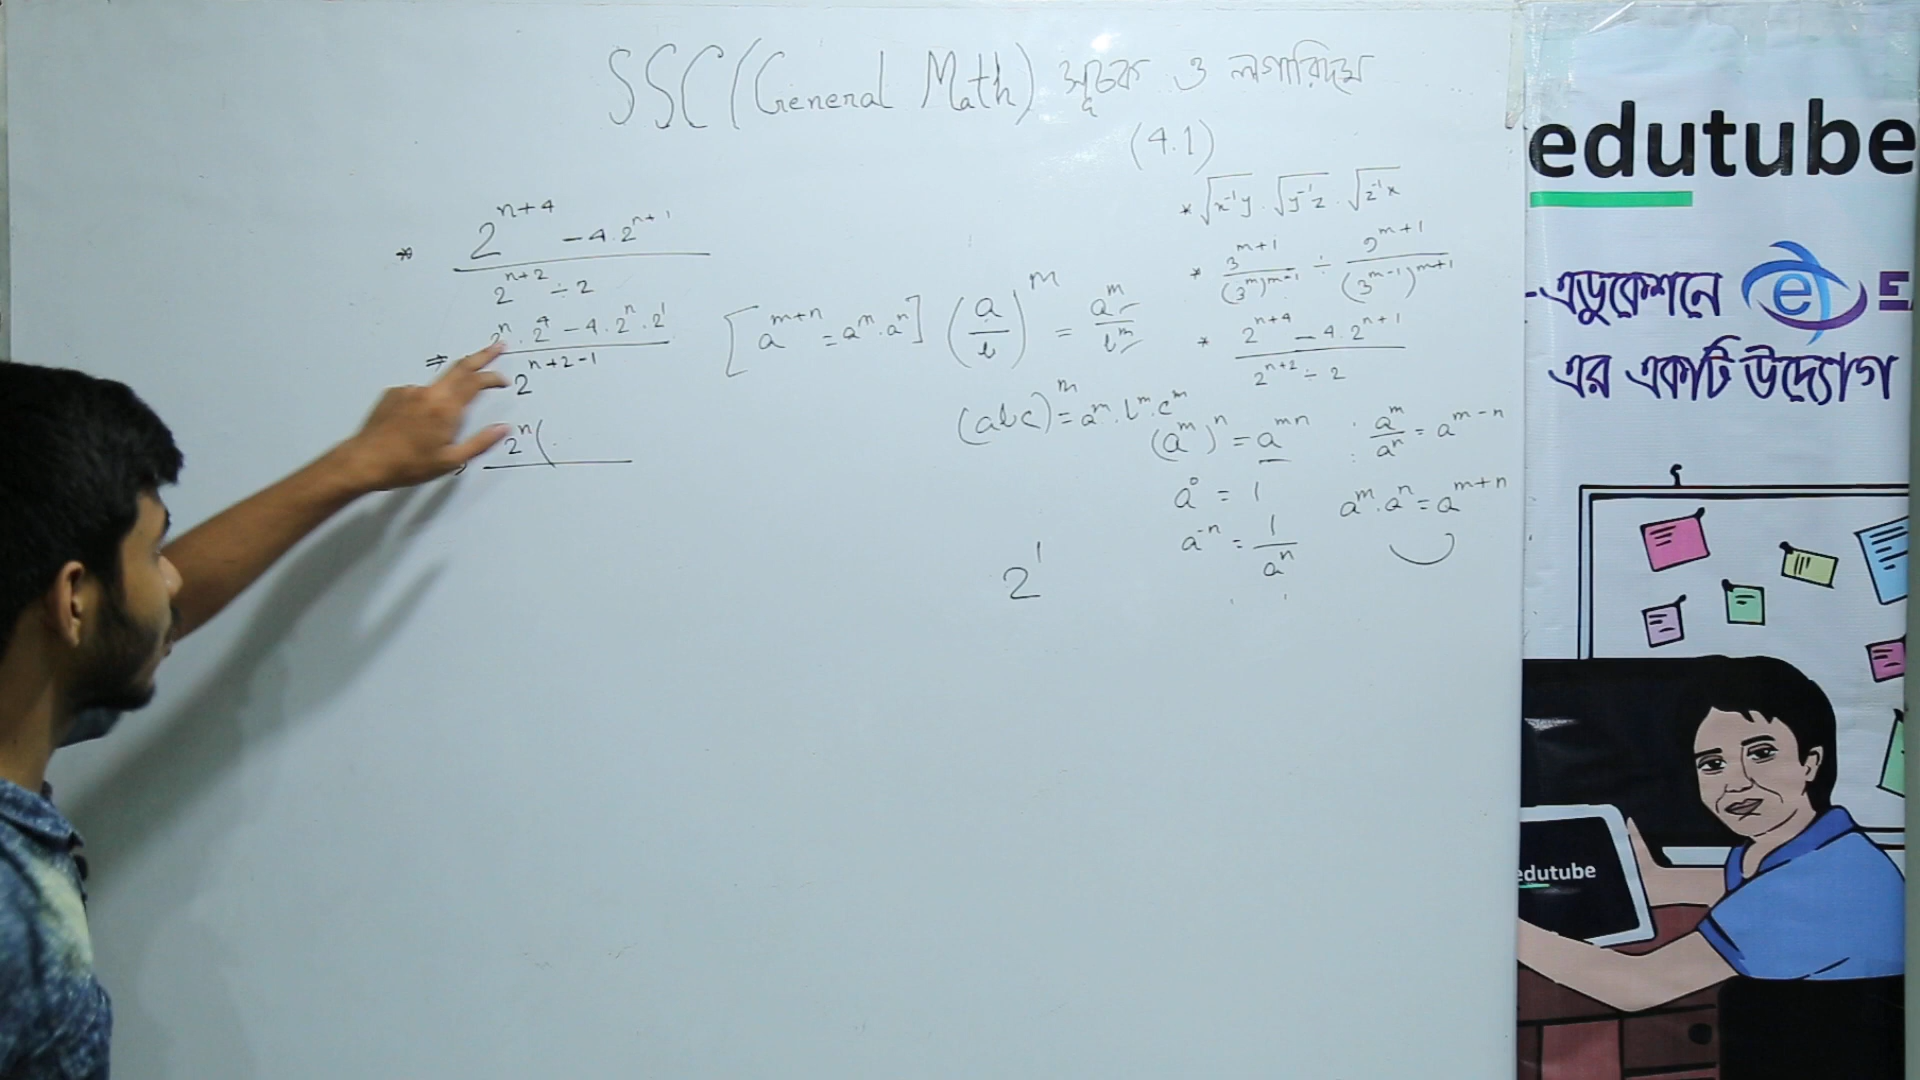 SSC (General Math) সূচক ও লগারিদম
(4.1)
* √(x⁻¹y) . √(y⁻¹z) . √(z⁻¹x)
* 3^(m+1) / (3^m)^(m-1) ÷ 9^(m+1) / (3^(m-1))^(m+1)
* (2^(n+4) - 4.2^(n+1)) / (2^(n+2) ÷ 2)
* (2^(n+4) - 4.2^(n+1)) / (2^(n+2) ÷ 2)
⇒ (2^n . 2^4 - 4.2^n . 2^1) / 2^(n+2-1)
2^n (
[a^(m+n) = a^m . a^n] (a/b)^m = a^m / b^m
(abc)^m = a^m . b^m . c^m
(a^m)^n = a^(mn)
a^m / a^n = a^(m-n)
a^0 = 1
a^m . a^n = a^(m+n)
a^(-n) = 1 / a^n
2^1
edutube
-এডুকেশনে e
এর একটি উদ্যোগ
edutube